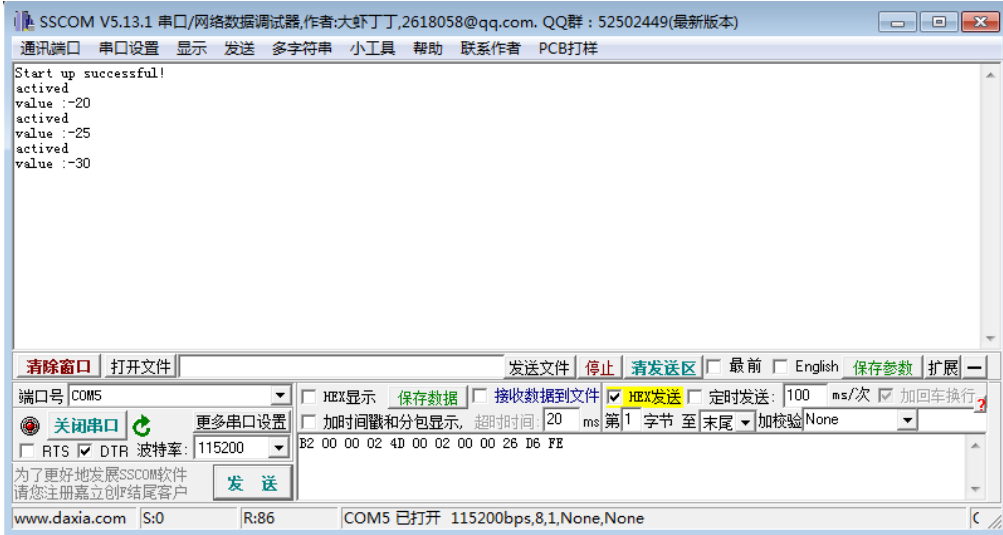 SSCOM V5.13.1 串口/网络数据调试器,作者:大虾丁丁,2618058@qq.com. QQ群：52502449(最新版本)
通讯端口 串口设置 显示 发送 多字符串 小工具 帮助 联系作者 PCB打样
Start up successful!
actived
value :-20
actived
value :-25
actived
value :-30
清除窗口 打开文件 发送文件 停止 清发送区 最前 English 保存参数 扩展 —
端口号 COM5 HEX显示 保存数据 接收数据到文件 HEX发送 定时发送: 100 ms/次 加回车换行 ?
关闭串口 更多串口设置 加时间戳和分包显示, 超时时间: 20 ms 第 1 字节 至 末尾 加校验 None
RTS DTR 波特率: 115200 B2 00 00 02 4D 00 02 00 00 26 D6 FE
为了更好地发展SSCOM软件
请您注册嘉立创F结尾客户
发 送
www.daxia.com S:0 R:86 COM5 已打开 115200bps,8,1,None,None